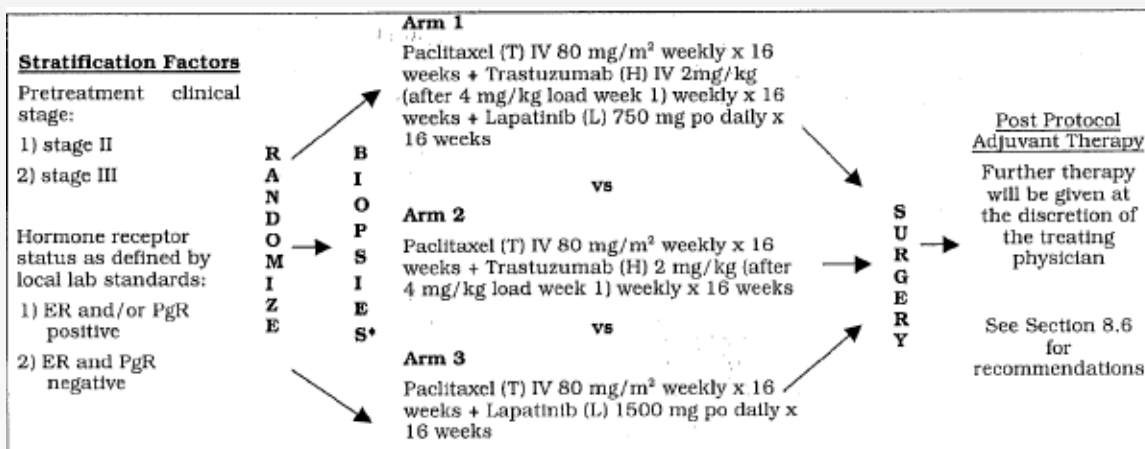 Stratification Factors
Pretreatment clinical
stage:
1) stage II
2) stage III
Hormone receptor
status as defined by
local lab standards:
1) ER and/or PgR
positive
2) ER and PgR
negative
RANDOMIZE
BIOPSIES*
Arm 1
Paclitaxel (T) IV 80 mg/m² weekly x 16
weeks + Trastuzumab (H) IV 2mg/kg
(after 4 mg/kg load week 1) weekly x 16
weeks + Lapatinib (L) 750 mg po daily x
16 weeks
vs
Arm 2
Paclitaxel (T) IV 80 mg/m² weekly x 16
weeks + Trastuzumab (H) 2 mg/kg (after
4 mg/kg load week 1) weekly x 16 weeks
vs
Arm 3
Paclitaxel (T) IV 80 mg/m² weekly x 16
weeks + Lapatinib (L) 1500 mg po daily x
16 weeks
SURGERY
Post Protocol
Adjuvant Therapy
Further therapy
will be given at
the discretion of
the treating
physician
See Section 8.6
for
recommendations